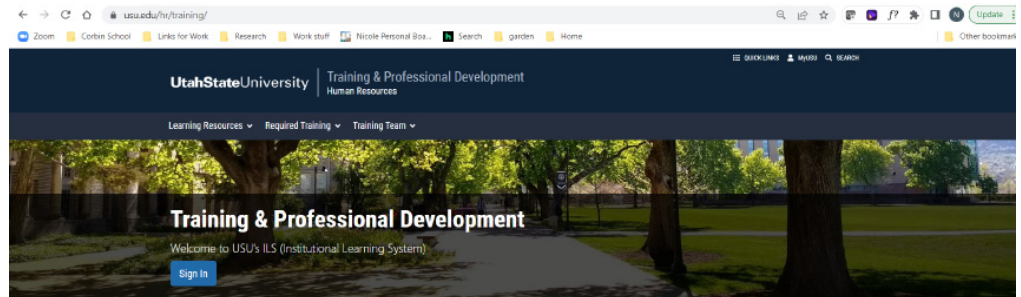 usu.edu/hr/training/
Update
Zoom Corbin School Links for Work Research Work stuff Nicole Personal Boa... h Search garden Home Other bookmark
QUICK LINKS MyUSU SEARCH
UtahStateUniversity Training & Professional Development
Human Resources
Learning Resources Required Training Training Team
Training & Professional Development
Welcome to USU's ILS (Institutional Learning System)
Sign In